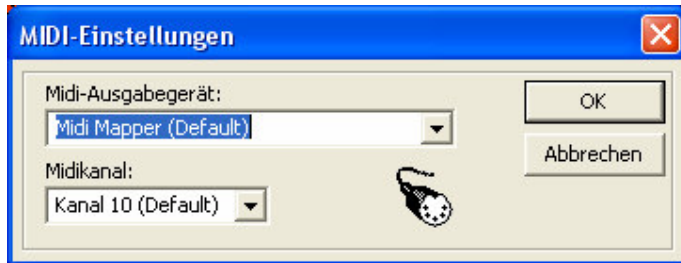 MIDI-Einstellungen
Midi-Ausgabegerät:
Midi Mapper (Default)
Midikanal:
Kanal 10 (Default)
OK
Abbrechen